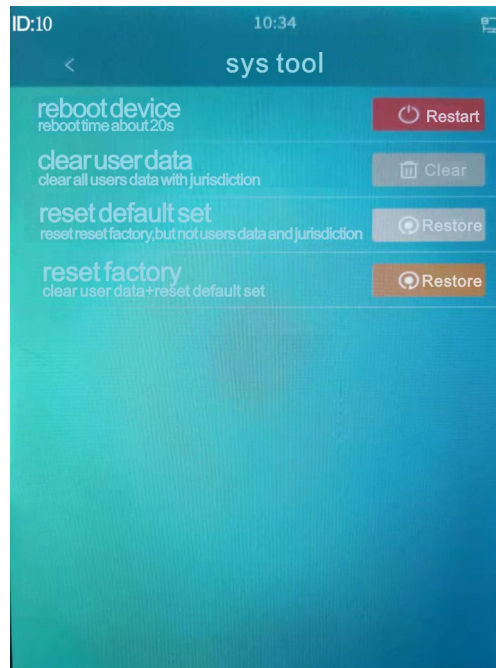 ID:10
10:34
<
sys tool
reboot device
reboot time about 20s
Restart
clear user data
clear all users data with jurisdiction
Clear
reset default set
reset reset factory,but not users data and jurisdiction
Restore
reset factory
clear user data+reset default set
Restore